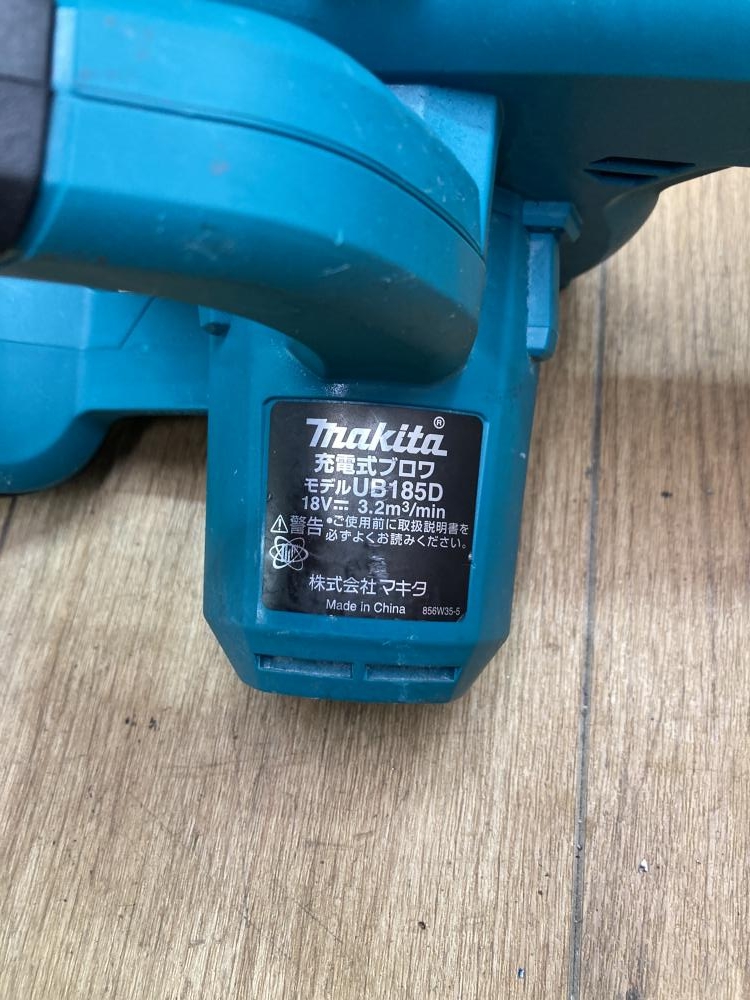 makita®
充電式ブロワ
モデルUB185D
18V⎓ 3.2m³/min
⚠警告 •ご使用前に取扱説明書を
必ずよくお読みください。
株式会社 マキタ
Made in China 856W35-5